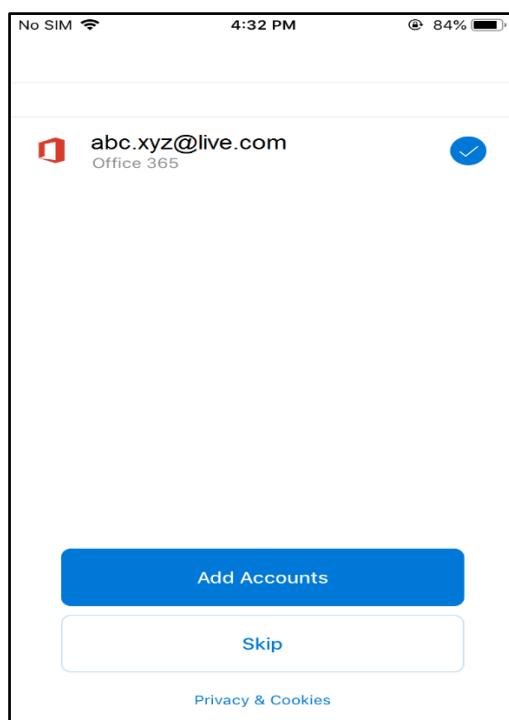 No SIM 4:32 PM 84%
abc.xyz@live.com
Office 365
Add Accounts
Skip
Privacy & Cookies